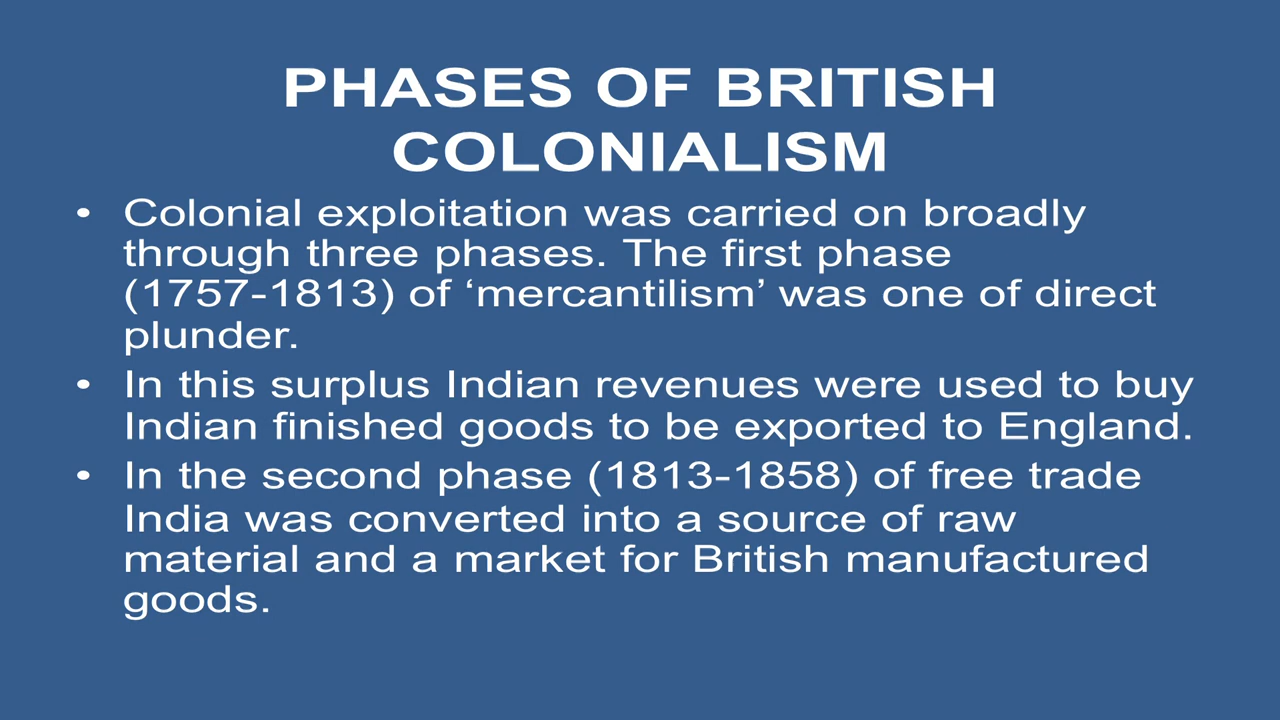 PHASES OF BRITISH
COLONIALISM
• Colonial exploitation was carried on broadly
through three phases. The first phase
(1757-1813) of ‘mercantilism’ was one of direct
plunder.
• In this surplus Indian revenues were used to buy
Indian finished goods to be exported to England.
• In the second phase (1813-1858) of free trade
India was converted into a source of raw
material and a market for British manufactured
goods.